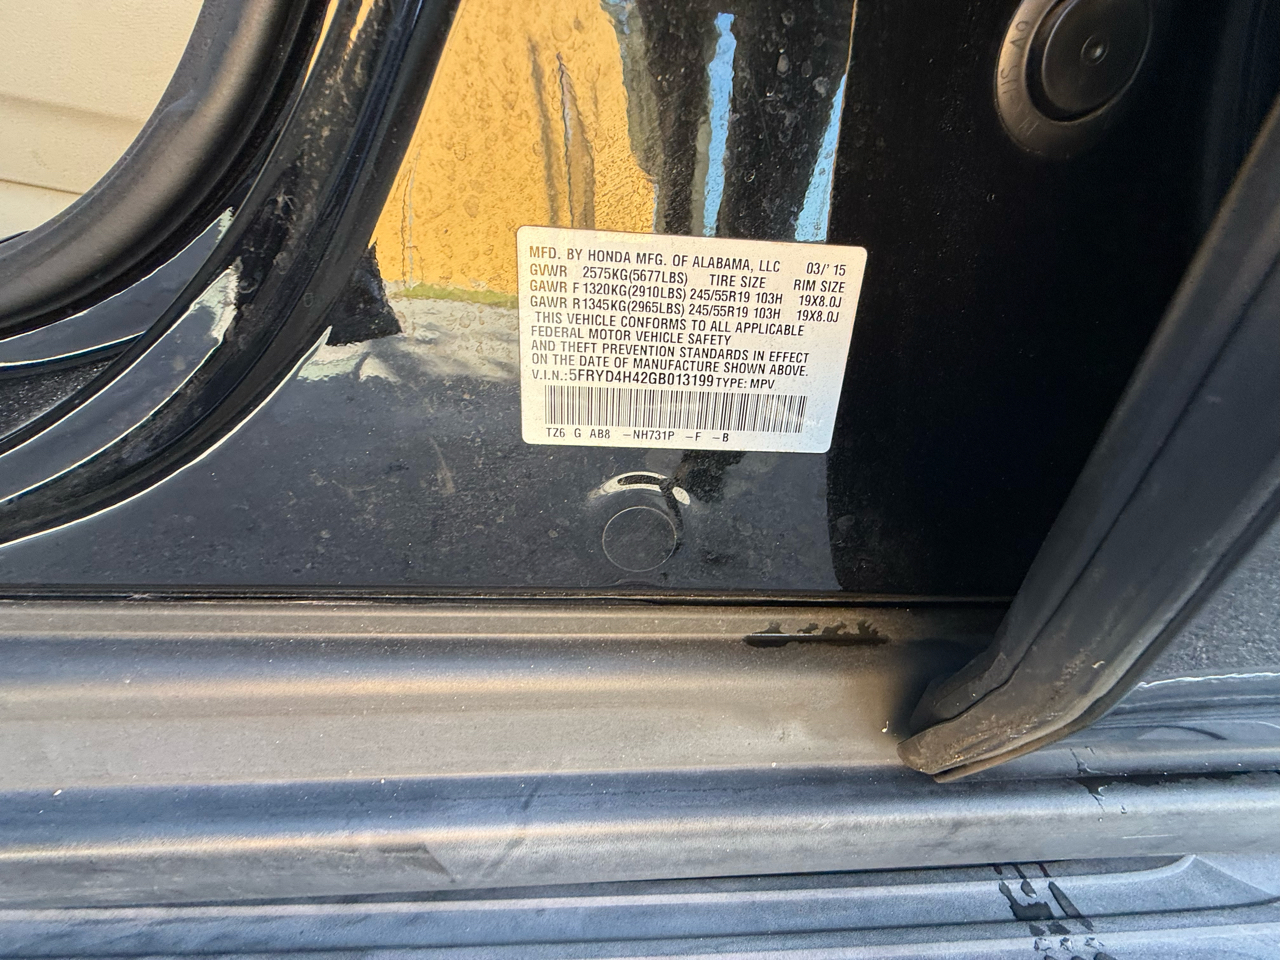 MFD. BY HONDA MFG. OF ALABAMA, LLC 03/'15
GVWR 2575KG(5677LBS) TIRE SIZE RIM SIZE
GAWR F 1320KG(2910LBS) 245/55R19 103H 19X8.0J
GAWR R1345KG(2965LBS) 245/55R19 103H 19X8.0J
THIS VEHICLE CONFORMS TO ALL APPLICABLE
FEDERAL MOTOR VEHICLE SAFETY
AND THEFT PREVENTION STANDARDS IN EFFECT
ON THE DATE OF MANUFACTURE SHOWN ABOVE.
V.I.N.: 5FRYD4H42GB013199 TYPE: MPV
TZ6 G AB8 -NH731P -F -B